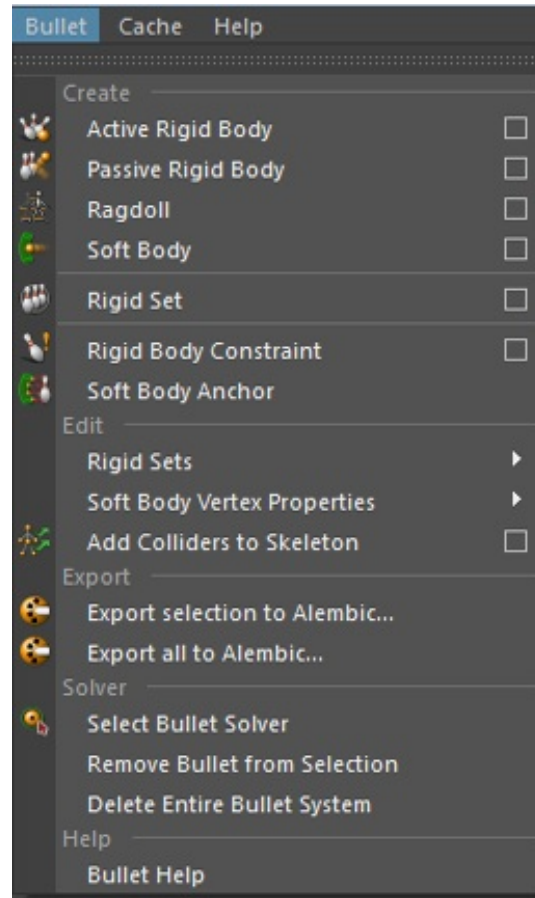 Bullet Cache Help
Create
Active Rigid Body
Passive Rigid Body
Ragdoll
Soft Body
Rigid Set
Rigid Body Constraint
Soft Body Anchor
Edit
Rigid Sets
Soft Body Vertex Properties
Add Colliders to Skeleton
Export
Export selection to Alembic...
Export all to Alembic...
Solver
Select Bullet Solver
Remove Bullet from Selection
Delete Entire Bullet System
Help
Bullet Help